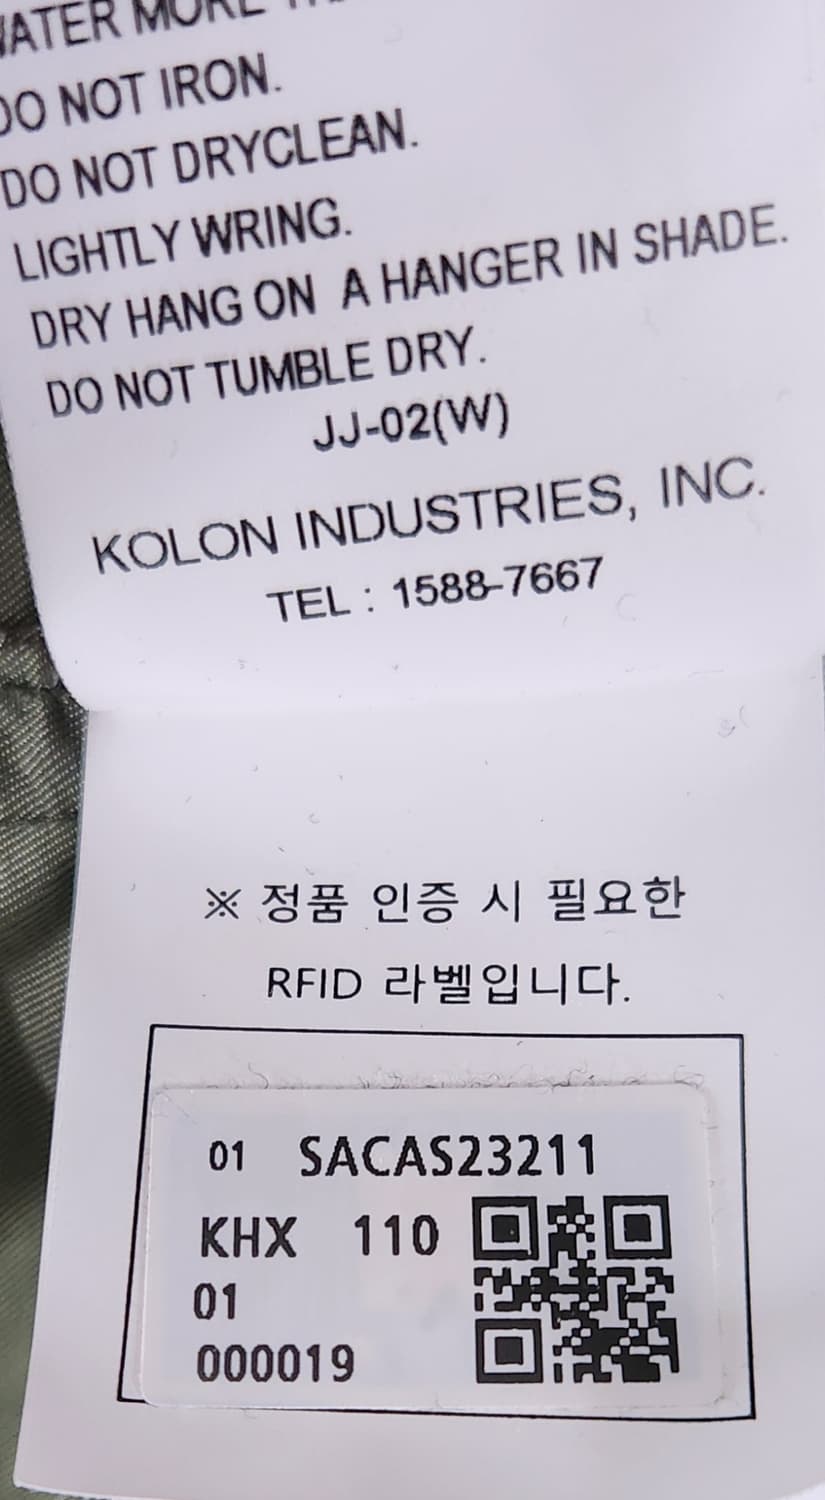 WATER MORE
DO NOT IRON.
DO NOT DRYCLEAN.
LIGHTLY WRING.
DRY HANG ON A HANGER IN SHADE.
DO NOT TUMBLE DRY.
JJ-02(W)
KOLON INDUSTRIES, INC.
TEL : 1588-7667
※ 정품 인증 시 필요한
RFID 라벨입니다.
01 SACAS23211
KHX 110
01
000019